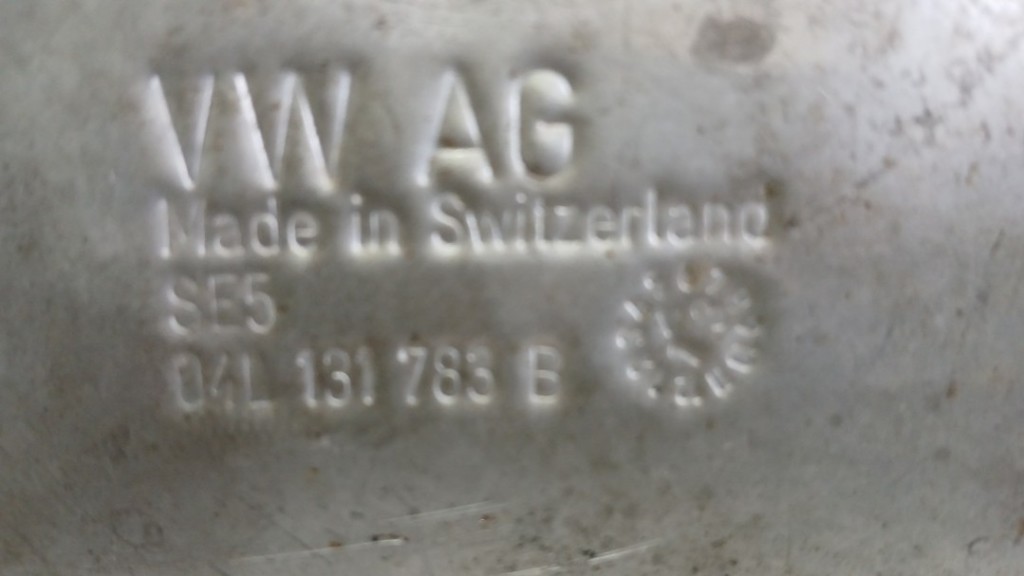 VW AG
Made in Switzerland
SE5
04L 131 783 B